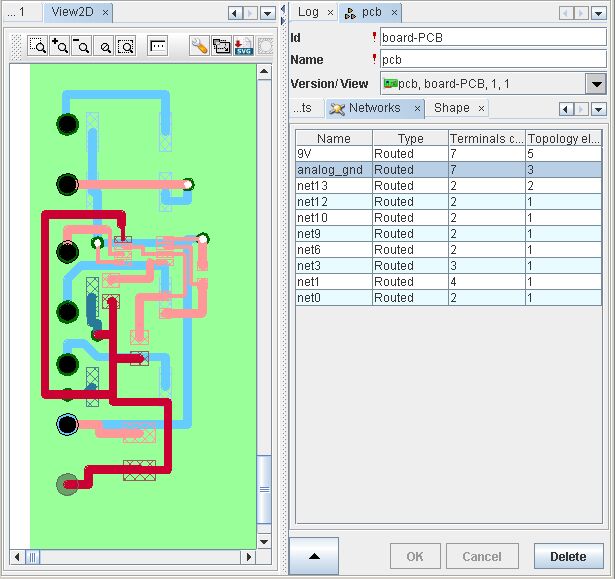 ... 1 View2D
SVG
Log pcb
Id board-PCB
Name pcb
Version/ View pcb, board-PCB, 1, 1
...ts Networks Shape
Name Type Terminals c... Topology el...
9V Routed 7 5
analog_gnd Routed 7 3
net13 Routed 2 2
net12 Routed 2 1
net10 Routed 2 1
net9 Routed 2 1
net6 Routed 2 1
net3 Routed 3 1
net1 Routed 4 1
net0 Routed 2 1
OK Cancel Delete